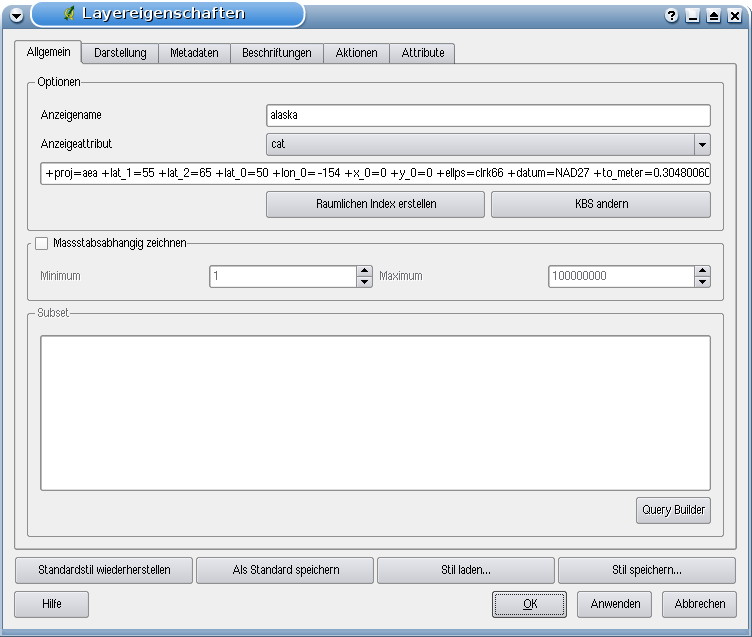 Layereigenschaften
Allgemein Darstellung Metadaten Beschriftungen Aktionen Attribute
Optionen
Anzeigename alaska
Anzeigeattribut cat
+proj=aea +lat_1=55 +lat_2=65 +lat_0=50 +lon_0=-154 +x_0=0 +y_0=0 +ellps=clrk66 +datum=NAD27 +to_meter=0.30480060
Raumlichen Index erstellen KBS andern
Massstabsabhangig zeichnen
Minimum 1 Maximum 100000000
Subset
Query Builder
Standardstil wiederherstellen Als Standard speichern Stil laden... Stil speichern...
Hilfe OK Anwenden Abbrechen